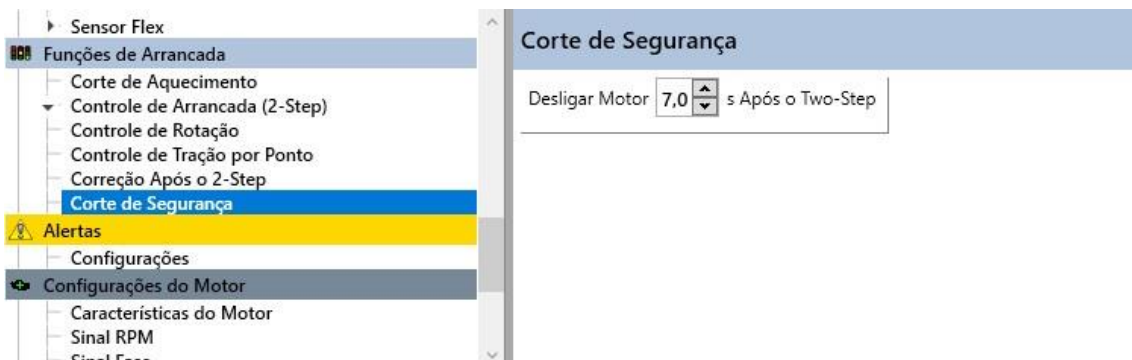 Sensor Flex
Funções de Arrancada
Corte de Aquecimento
Controle de Arrancada (2-Step)
Controle de Rotação
Controle de Tração por Ponto
Correção Após o 2-Step
Corte de Segurança
Alertas
Configurações
Configurações do Motor
Características do Motor
Sinal RPM
Sinal Fase
Corte de Segurança
Desligar Motor 7,0 s Após o Two-Step